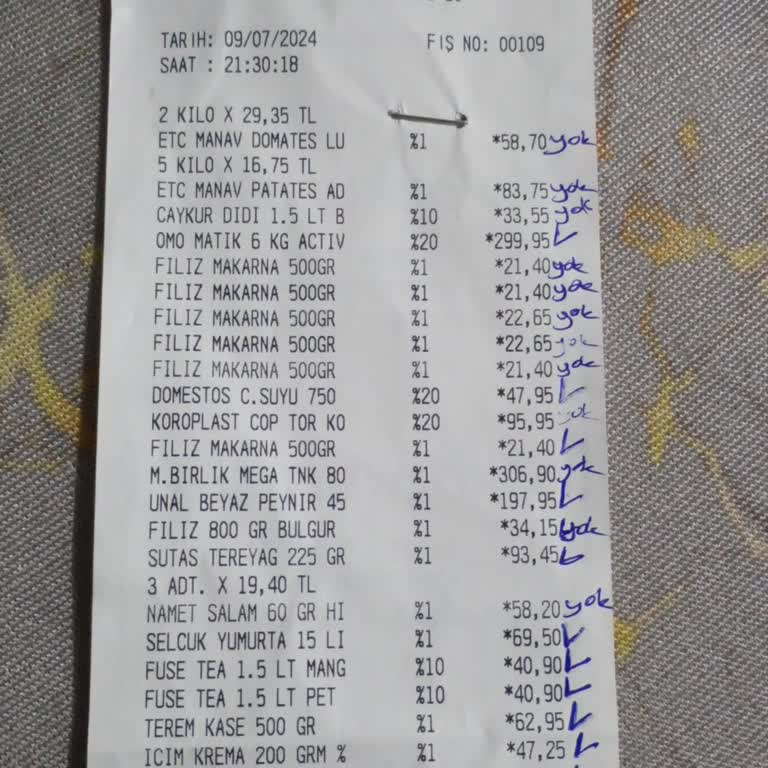 TARIH: 09/07/2024 FIŞ NO: 00109
SAAT : 21:30:18
2 KILO X 29,35 TL
ETC MANAV DOMATES LU %1 *58,70 yok
5 KILO X 16,75 TL
ETC MANAV PATATES AD %1 *83,75 yok
CAYKUR DIDI 1.5 LT B %10 *33,55 yok
OMO MATIK 6 KG ACTIV %20 *299,95 ✓
FILIZ MAKARNA 500GR %1 *21,40 yok
FILIZ MAKARNA 500GR %1 *21,40 yok
FILIZ MAKARNA 500GR %1 *22,65 yok
FILIZ MAKARNA 500GR %1 *22,65 yok
FILIZ MAKARNA 500GR %1 *21,40 yok
DOMESTOS C.SUYU 750 %20 *47,95 ✓
KOROPLAST COP TOR KO %20 *95,95 yok
FILIZ MAKARNA 500GR %1 *21,40 ✓
M.BIRLIK MEGA TNK 80 %1 *306,90 yok
UNAL BEYAZ PEYNIR 45 %1 *197,95 ✓
FILIZ 800 GR BULGUR %1 *34,15 yok
SUTAS TEREYAG 225 GR %1 *93,45 ✓
3 ADT. X 19,40 TL
NAMET SALAM 60 GR HI %1 *58,20 yok
SELCUK YUMURTA 15 LI %1 *69,50 ✓
FUSE TEA 1.5 LT MANG %10 *40,90 ✓
FUSE TEA 1.5 LT PET %10 *40,90 ✓
TEREM KASE 500 GR %1 *62,95 ✓
ICIM KREMA 200 GRM % %1 *47,25 ✓